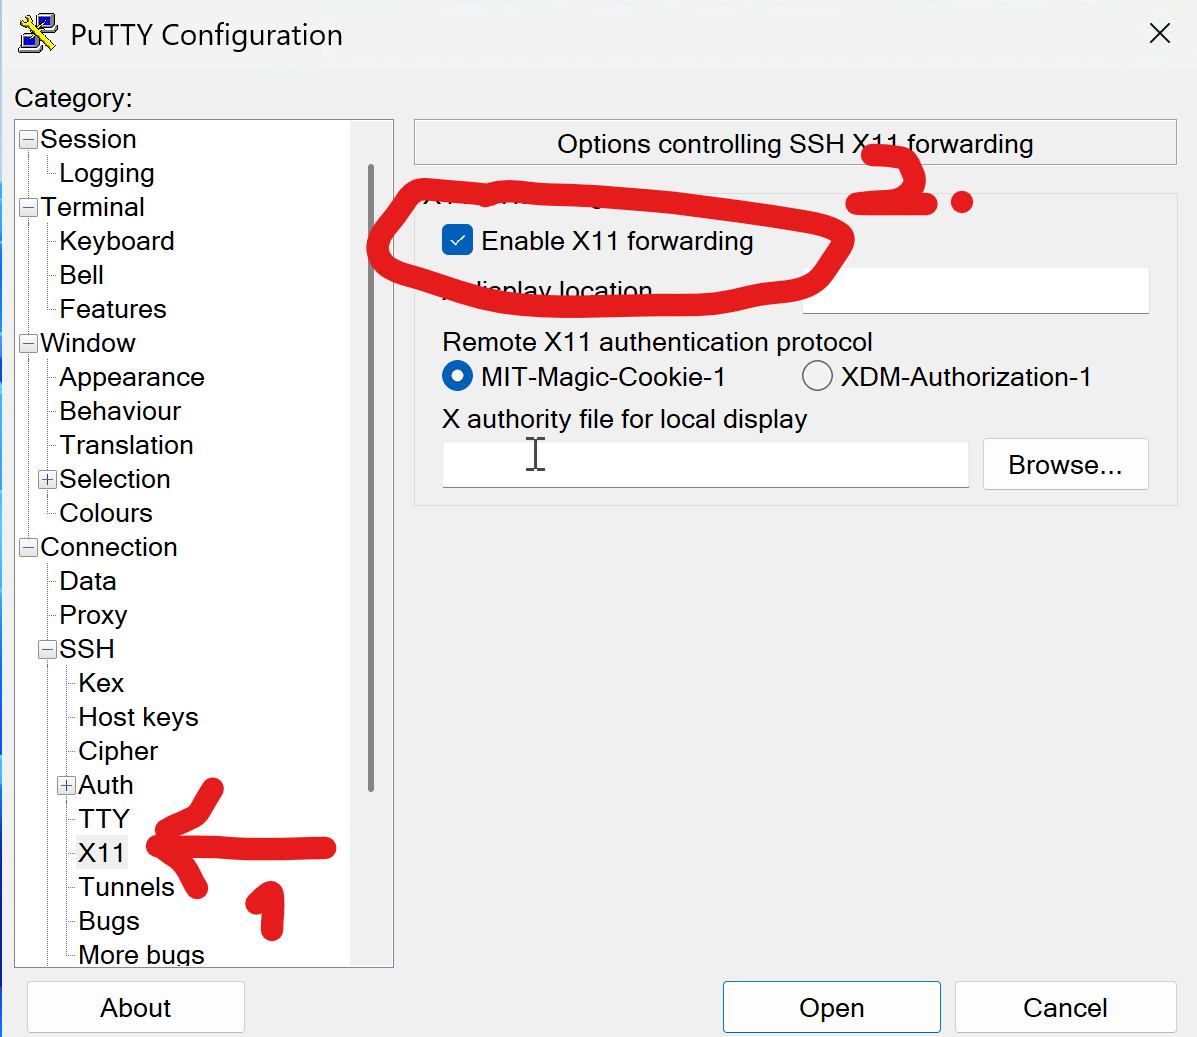 PuTTY Configuration
Category:
Session
Logging
Terminal
Keyboard
Bell
Features
Window
Appearance
Behaviour
Translation
Selection
Colours
Connection
Data
Proxy
SSH
Kex
Host keys
Cipher
Auth
TTY
X11
Tunnels
Bugs
More bugs
1
Options controlling SSH X11 forwarding
2.
Enable X11 forwarding
display location
Remote X11 authentication protocol
MIT-Magic-Cookie-1 XDM-Authorization-1
X authority file for local display
Browse...
About Open Cancel